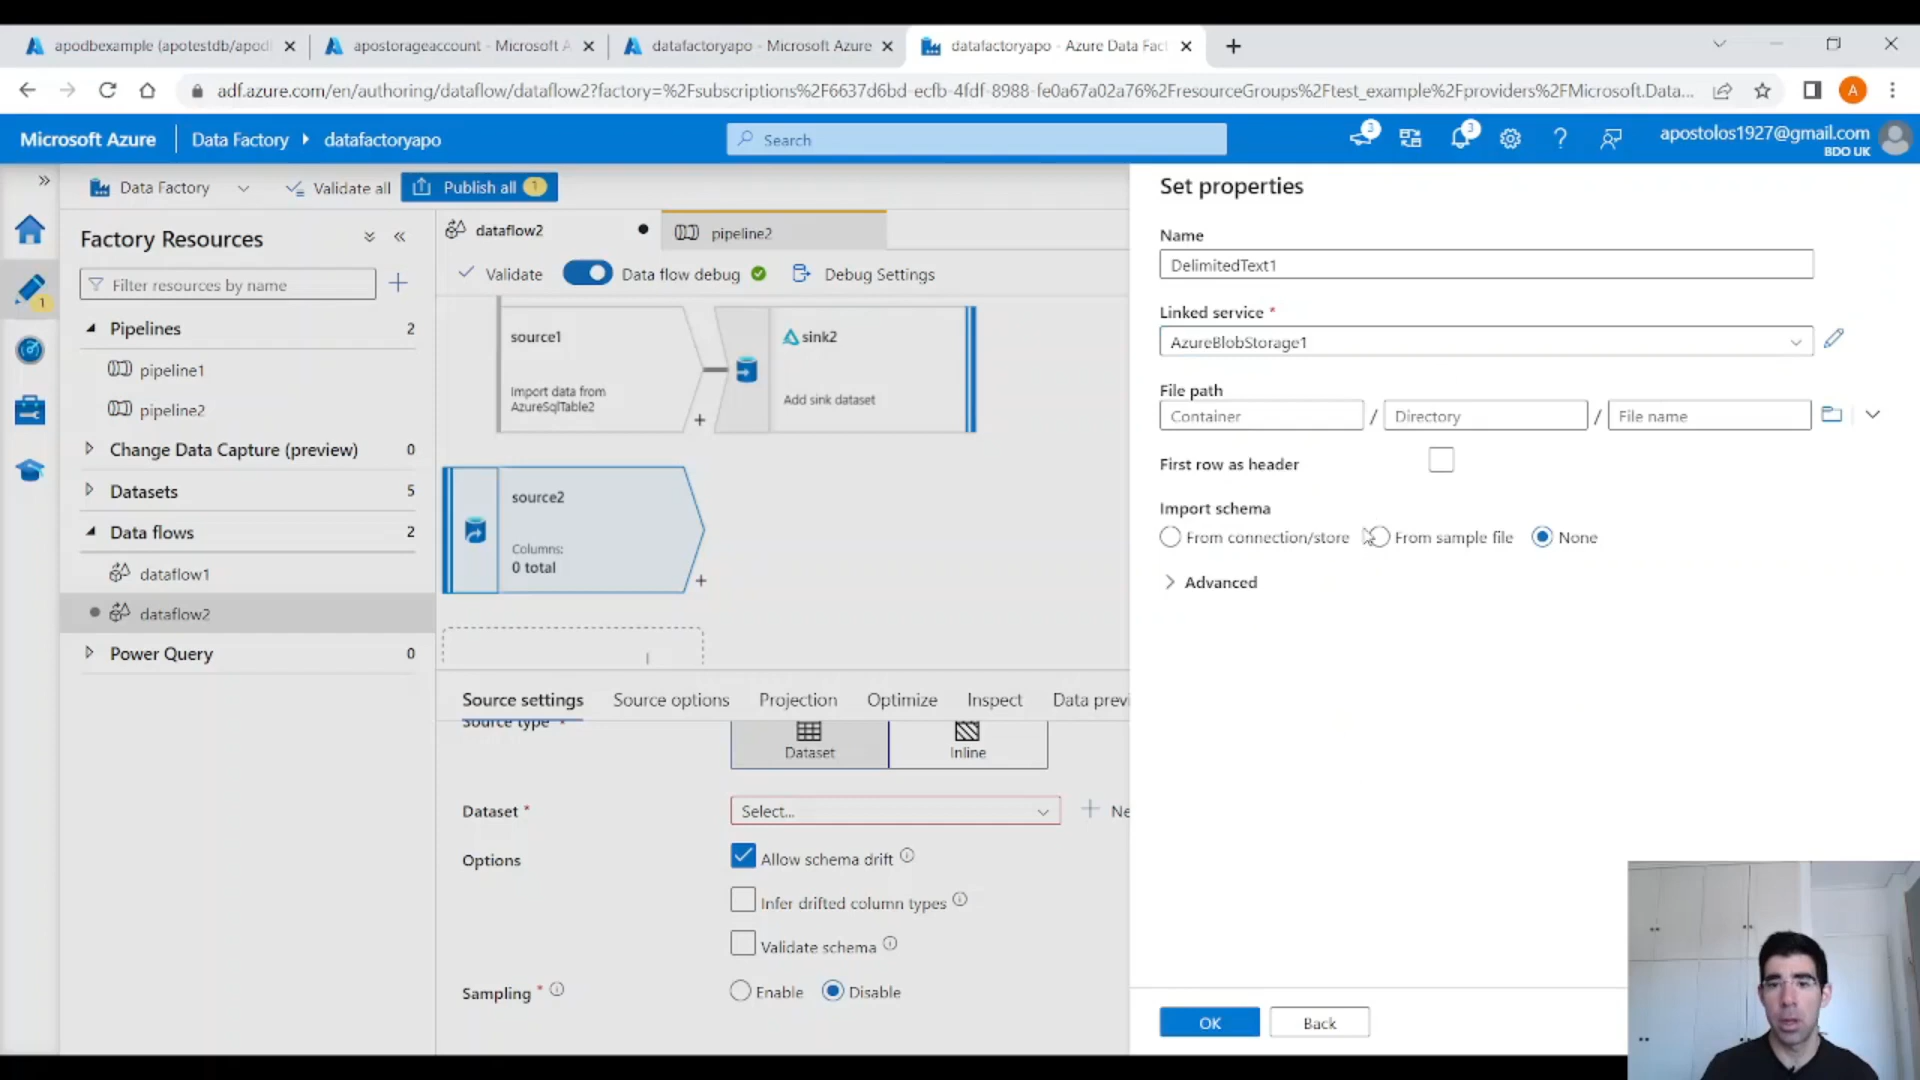 apodbexample (apotestdb/apod
apostorageaccount - Microsoft A
datafactoryapo - Microsoft Azure
datafactoryapo - Azure Data Fact
adf.azure.com/en/authoring/dataflow/dataflow2?factory=%2Fsubscriptions%2F6637d6bd-ecfb-4fdf-8988-fe0a67a02a76%2FresourceGroups%2Ftest_example%2Fproviders%2FMicrosoft.Data...
A
Microsoft Azure
Data Factory
datafactoryapo
Search
3
3
apostolos1927@gmail.com
BDO UK
Data Factory
Validate all
Publish all 1
Factory Resources
Filter resources by name
Pipelines 2
pipeline1
pipeline2
Change Data Capture (preview) 0
Datasets 5
Data flows 2
dataflow1
dataflow2
Power Query 0
1
dataflow2
pipeline2
Validate
Data flow debug
Debug Settings
source1
Import data from
AzureSqlTable2
sink2
Add sink dataset
source2
Columns:
0 total
Source settings
Source options
Projection
Optimize
Inspect
Data previ
Source type *
Dataset
Inline
Dataset *
Select...
Ne
Options
Allow schema drift
Infer drifted column types
Validate schema
Sampling *
Enable
Disable
Set properties
Name
DelimitedText1
Linked service *
AzureBlobStorage1
File path
Container / Directory / File name
First row as header
Import schema
From connection/store
From sample file
None
Advanced
OK
Back